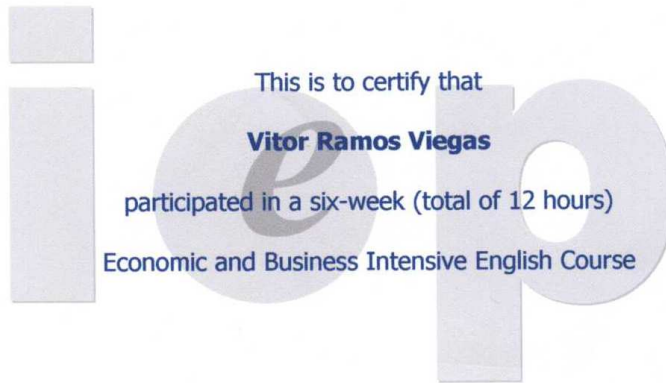 This is to certify that
Vitor Ramos Viegas
participated in a six-week (total of 12 hours)
Economic and Business Intensive English Course
iep